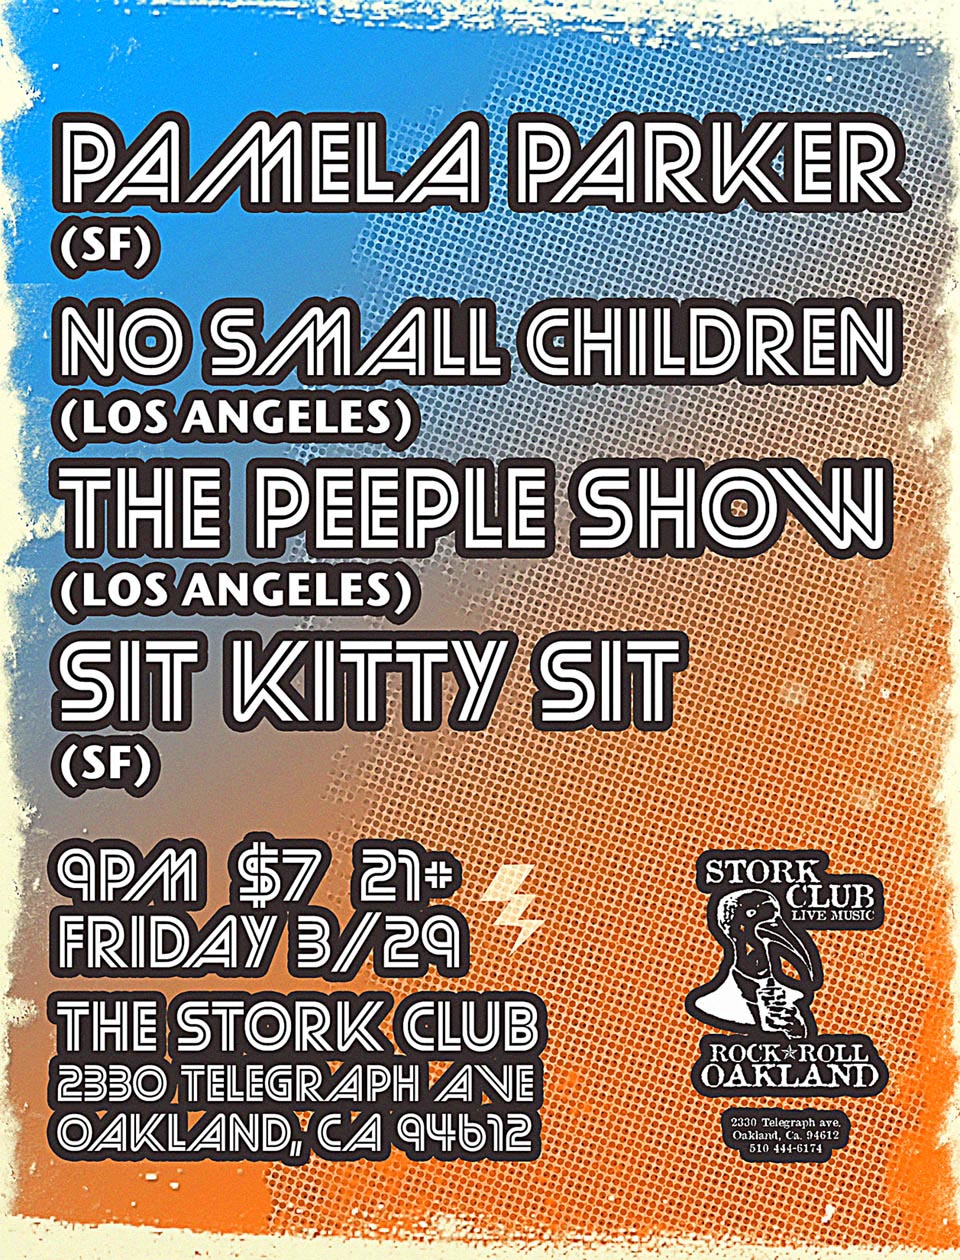 PAMELA PARKER
(SF)
NO SMALL CHILDREN
(LOS ANGELES)
THE PEEPLE SHOW
(LOS ANGELES)
SIT KITTY SIT
(SF)
9PM $7 21+
FRIDAY 3/29
THE STORK CLUB
2330 TELEGRAPH AVE
OAKLAND,, CA 94612
STORK
CLUB
LIVE MUSIC
ROCK☆ROLL
OAKLAND
2330 Telegraph ave.
Oakland, Ca. 94612
510 444-6174